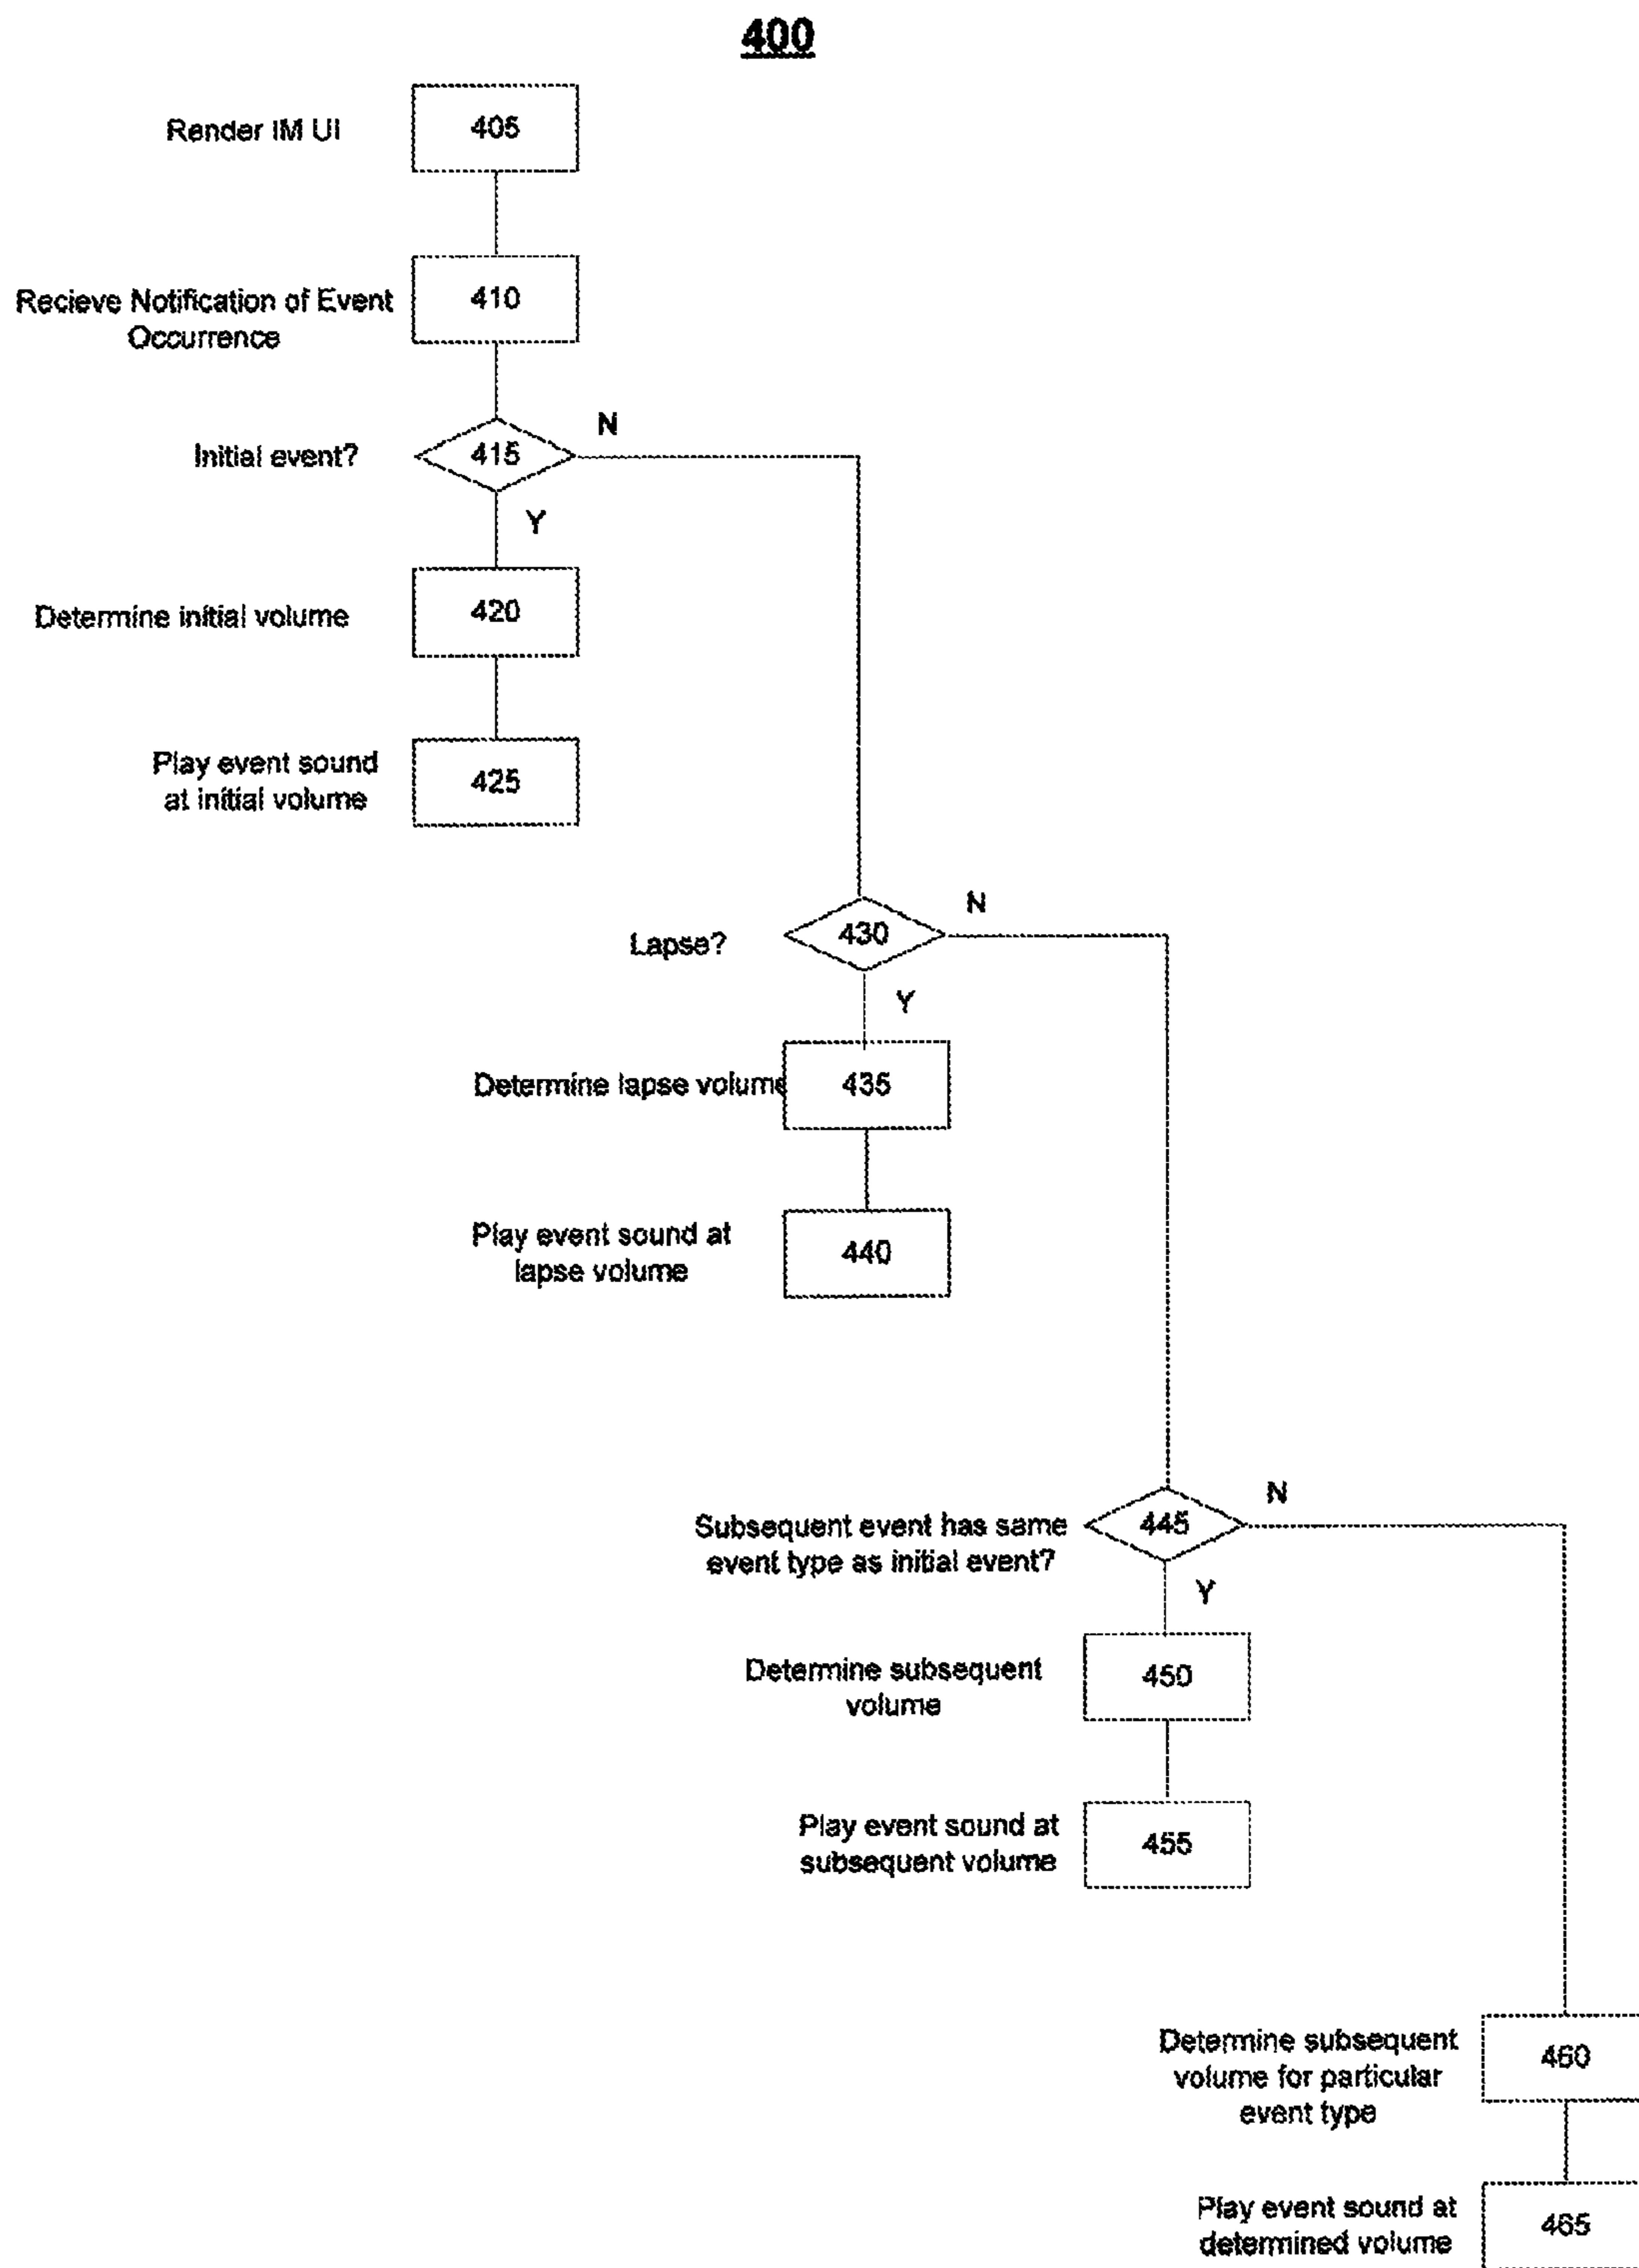 400
Render IM UI
405
Recieve Notification of Event
Occurrence
410
Initial event?
415
N
Y
Determine initial volume
420
Play event sound
at initial volume
425
Lapse?
430
N
Y
Determine lapse volume
435
Play event sound at
lapse volume
440
Subsequent event has same
event type as initial event?
445
N
Y
Determine subsequent
volume
450
Play event sound at
subsequent volume
455
Determine subsequent
volume for particular
event type
460
Play event sound at
determined volume
465